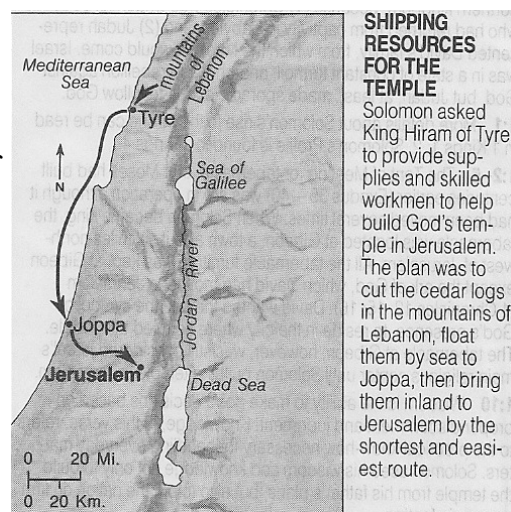 mountains
of
Lebanon
Mediterranean
Sea
Tyre
N
Sea of
Galilee
Jordan River
Joppa
Jerusalem
Dead Sea
0 20 Mi.
0 20 Km.
SHIPPING
RESOURCES
FOR THE
TEMPLE
Solomon asked
King Hiram of Tyre
to provide sup-
plies and skilled
workmen to help
build God's tem-
ple in Jerusalem.
The plan was to
cut the cedar logs
in the mountains of
Lebanon, float
them by sea to
Joppa, then bring
them inland to
Jerusalem by the
shortest and easi-
est route.